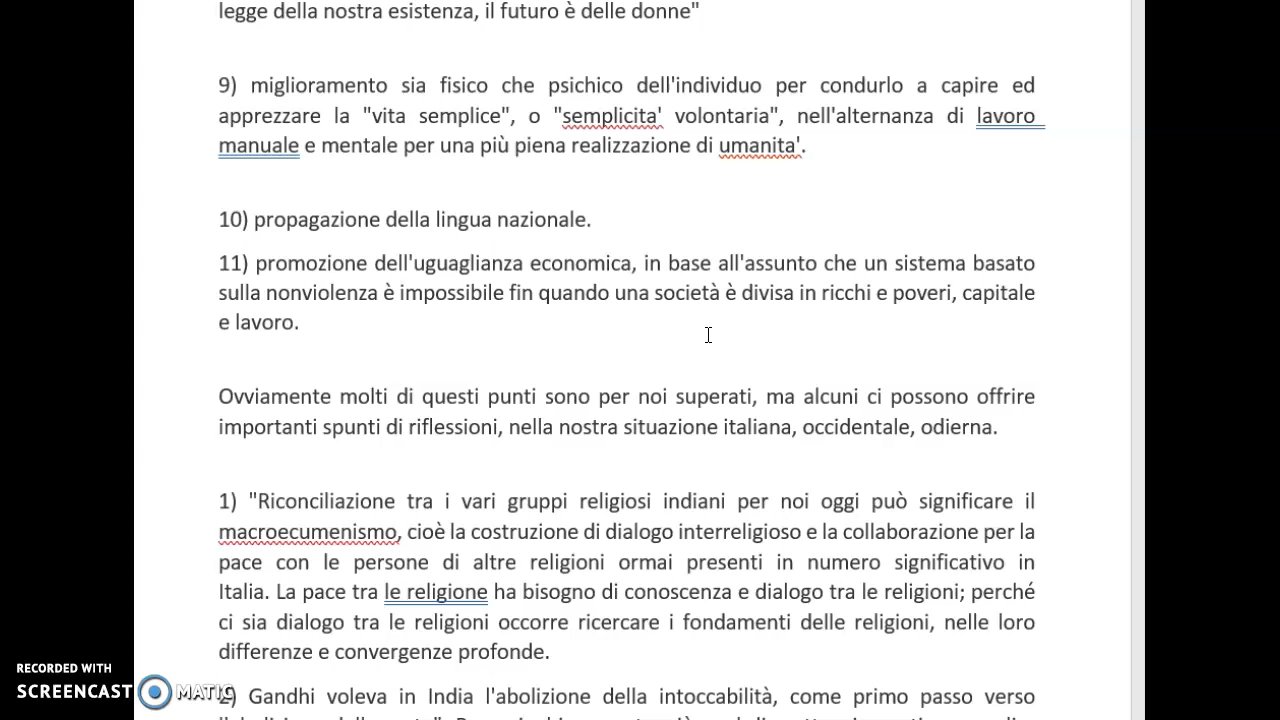 legge della nostra esistenza, il futuro è delle donne"
9) miglioramento sia fisico che psichico dell'individuo per condurlo a capire ed
apprezzare la "vita semplice", o "semplicita' volontaria", nell'alternanza di lavoro
manuale e mentale per una più piena realizzazione di umanita'.
10) propagazione della lingua nazionale.
11) promozione dell'uguaglianza economica, in base all'assunto che un sistema basato
sulla nonviolenza è impossibile fin quando una società è divisa in ricchi e poveri, capitale
e lavoro.
Ovviamente molti di questi punti sono per noi superati, ma alcuni ci possono offrire
importanti spunti di riflessioni, nella nostra situazione italiana, occidentale, odierna.
1) "Riconciliazione tra i vari gruppi religiosi indiani per noi oggi può significare il
macroecumenismo, cioè la costruzione di dialogo interreligioso e la collaborazione per la
pace con le persone di altre religioni ormai presenti in numero significativo in
Italia. La pace tra le religione ha bisogno di conoscenza e dialogo tra le religioni; perché
ci sia dialogo tra le religioni occorre ricercare i fondamenti delle religioni, nelle loro
differenze e convergenze profonde.
2) Gandhi voleva in India l'abolizione della intoccabilità, come primo passo verso
RECORDED WITH
SCREENCAST MATIC